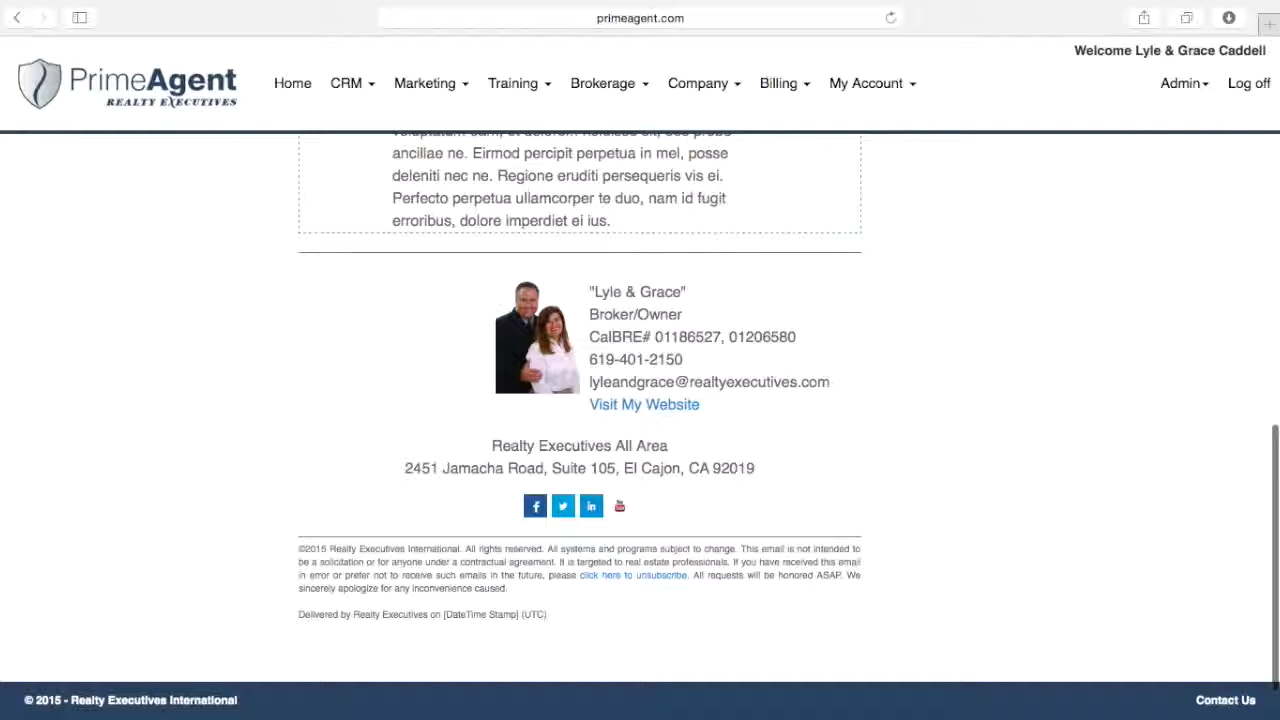 primeagent.com
Welcome Lyle & Grace Caddell
PrimeAgent
REALTY EXECUTIVES
Home CRM Marketing Training Brokerage Company Billing My Account Admin Log off
ancillae ne. Eirmod percipit perpetua in mel, posse
deleniti nec ne. Regione eruditi persequeris vis ei.
Perfecto perpetua ullamcorper te duo, nam id fugit
erroribus, dolore imperdiet ei ius.
"Lyle & Grace"
Broker/Owner
CalBRE# 01186527, 01206580
619-401-2150
lyleandgrace@realtyexecutives.com
Visit My Website
Realty Executives All Area
2451 Jamacha Road, Suite 105, El Cajon, CA 92019
©2015 Realty Executives International. All rights reserved. All systems and programs subject to change. This email is not intended to
be a solicitation or for anyone under a contractual agreement. It is targeted to real estate professionals. If you have received this email
in error or prefer not to receive such emails in the future, please click here to unsubscribe. All requests will be honored ASAP. We
sincerely apologize for any inconvenience caused.
Delivered by Realty Executives on [DateTime Stamp] (UTC)
© 2015 - Realty Executives International
Contact Us